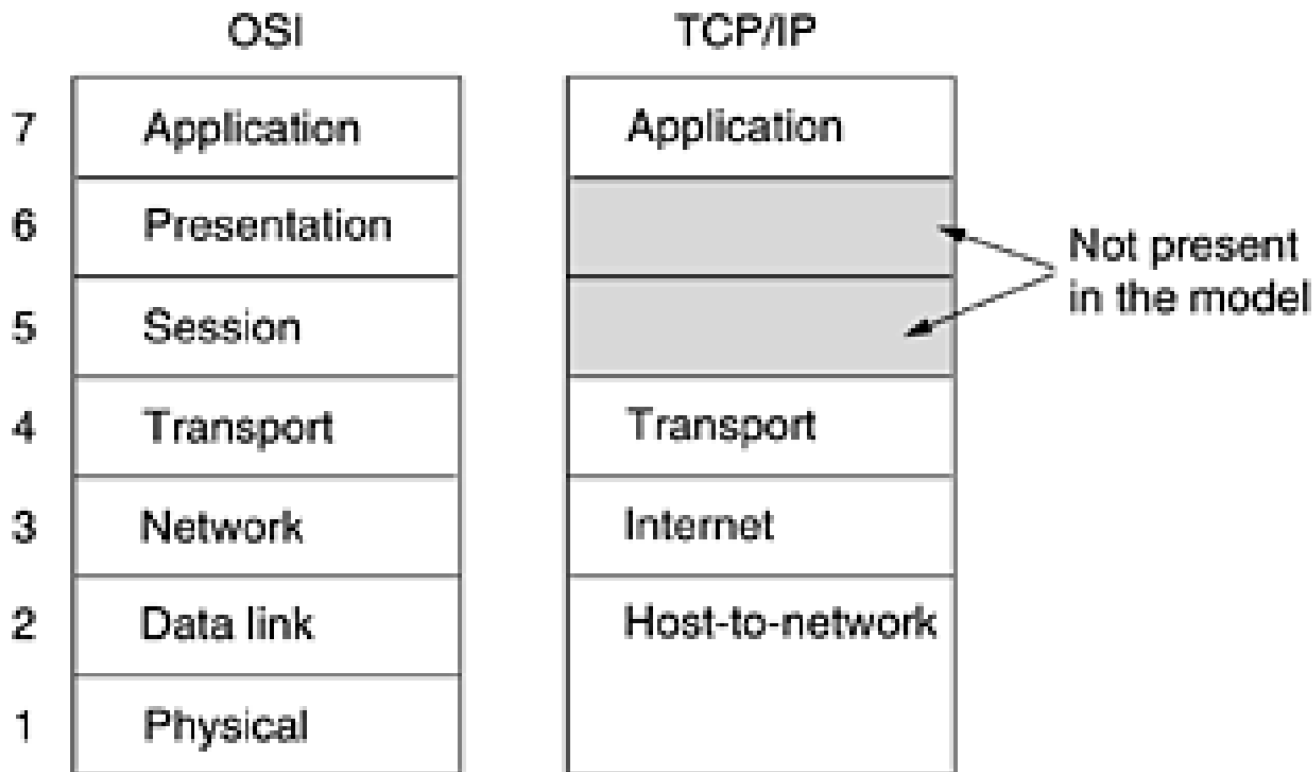 OSI TCP/IP
7 Application Application
6 Presentation
Not present
in the model
5 Session
4 Transport Transport
3 Network Internet
2 Data link Host-to-network
1 Physical